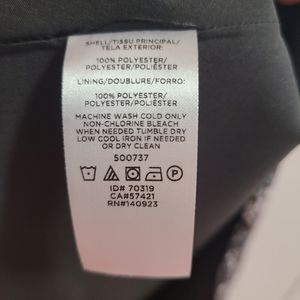 SHELL/TISSU PRINCIPAL/
TELA EXTERIOR:
100% POLYESTER/
POLYESTER/POLIÉSTER
LINING/DOUBLURE/FORRO:
100% POLYESTER/
POLYESTER/POLIÉSTER
MACHINE WASH COLD ONLY
NON-CHLORINE BLEACH
WHEN NEEDED TUMBLE DRY
LOW COOL IRON IF NEEDED
OR DRY CLEAN
500737
P
ID# 70319
CA#57421
RN#140923